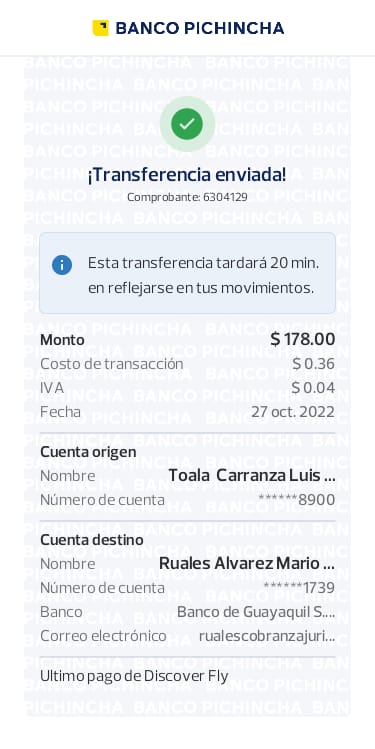 BANCO PICHINCHA
¡Transferencia enviada!
Comprobante: 6304129
Esta transferencia tardará 20 min.
en reflejarse en tus movimientos.
Monto $ 178.00
Costo de transacción $ 0.36
IVA $ 0.04
Fecha 27 oct. 2022
Cuenta origen
Nombre Toala Carranza Luis ...
Número de cuenta ******8900
Cuenta destino
Nombre Ruales Alvarez Mario ...
Número de cuenta ******1739
Banco Banco de Guayaquil S....
Correo electrónico rualescobranzajuri...
Ultimo pago de Discover Fly